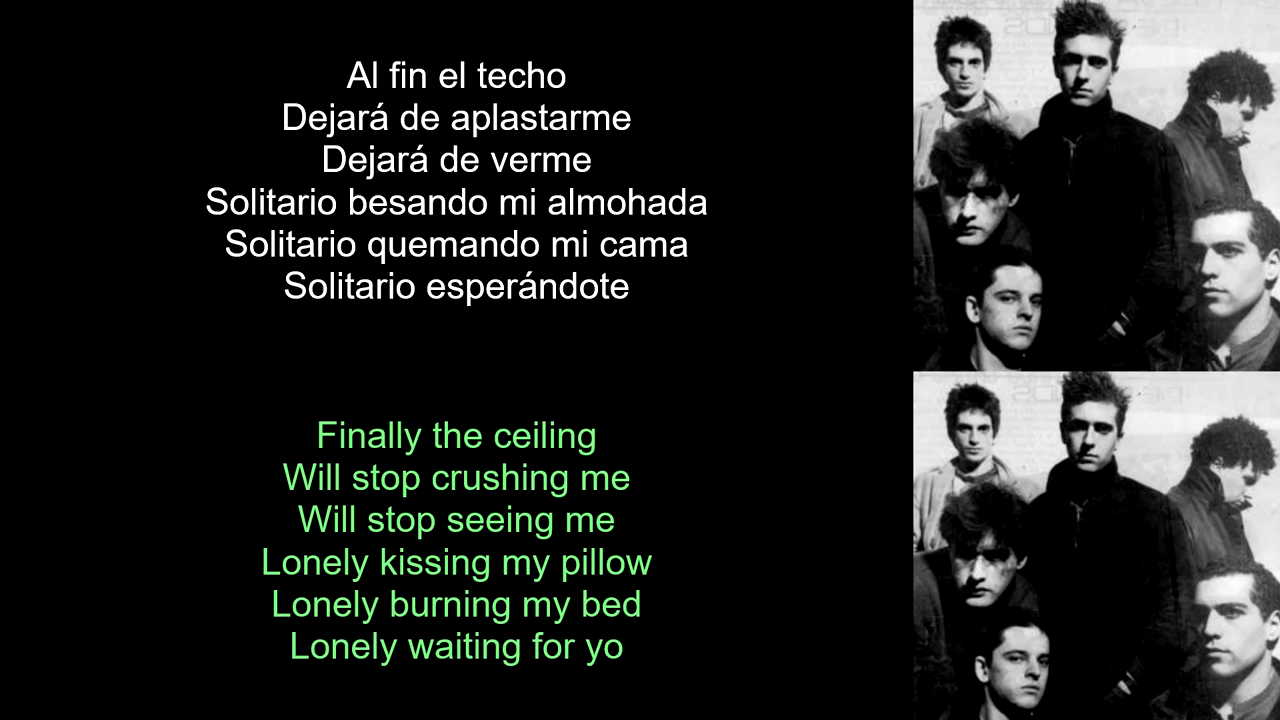 Al fin el techo
Dejará de aplastarme
Dejará de verme
Solitario besando mi almohada
Solitario quemando mi cama
Solitario esperándote
Finally the ceiling
Will stop crushing me
Will stop seeing me
Lonely kissing my pillow
Lonely burning my bed
Lonely waiting for yo